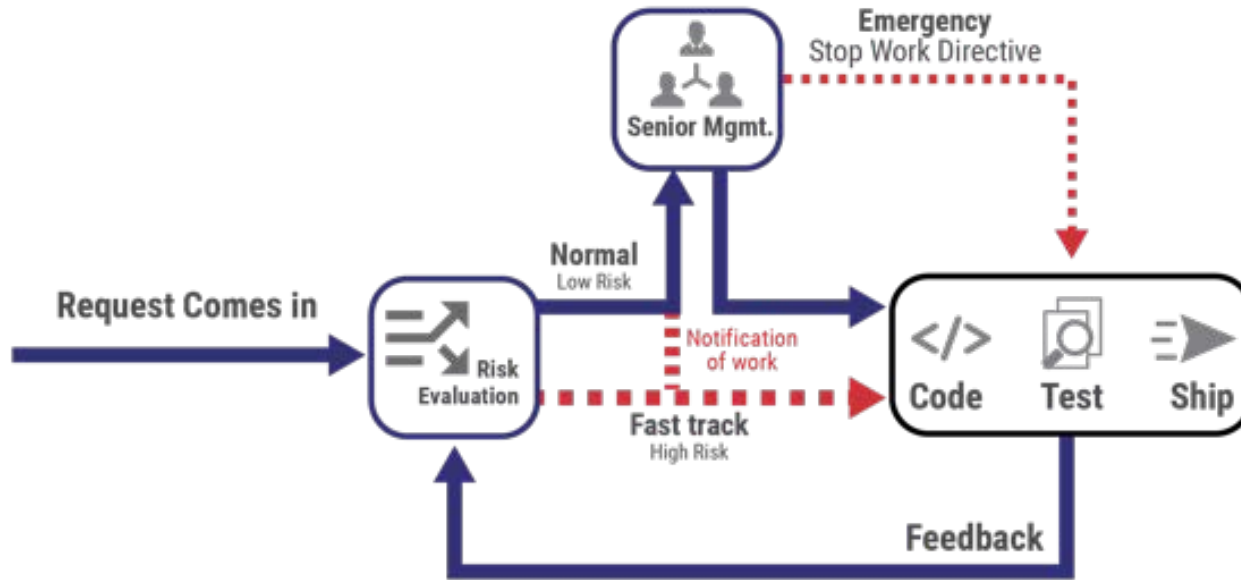 Emergency
Stop Work Directive
Senior Mgmt.
Normal
Low Risk
Request Comes in
Risk
Evaluation
Notification
of work
Fast track
High Risk
</>
Code
Test
Ship
Feedback